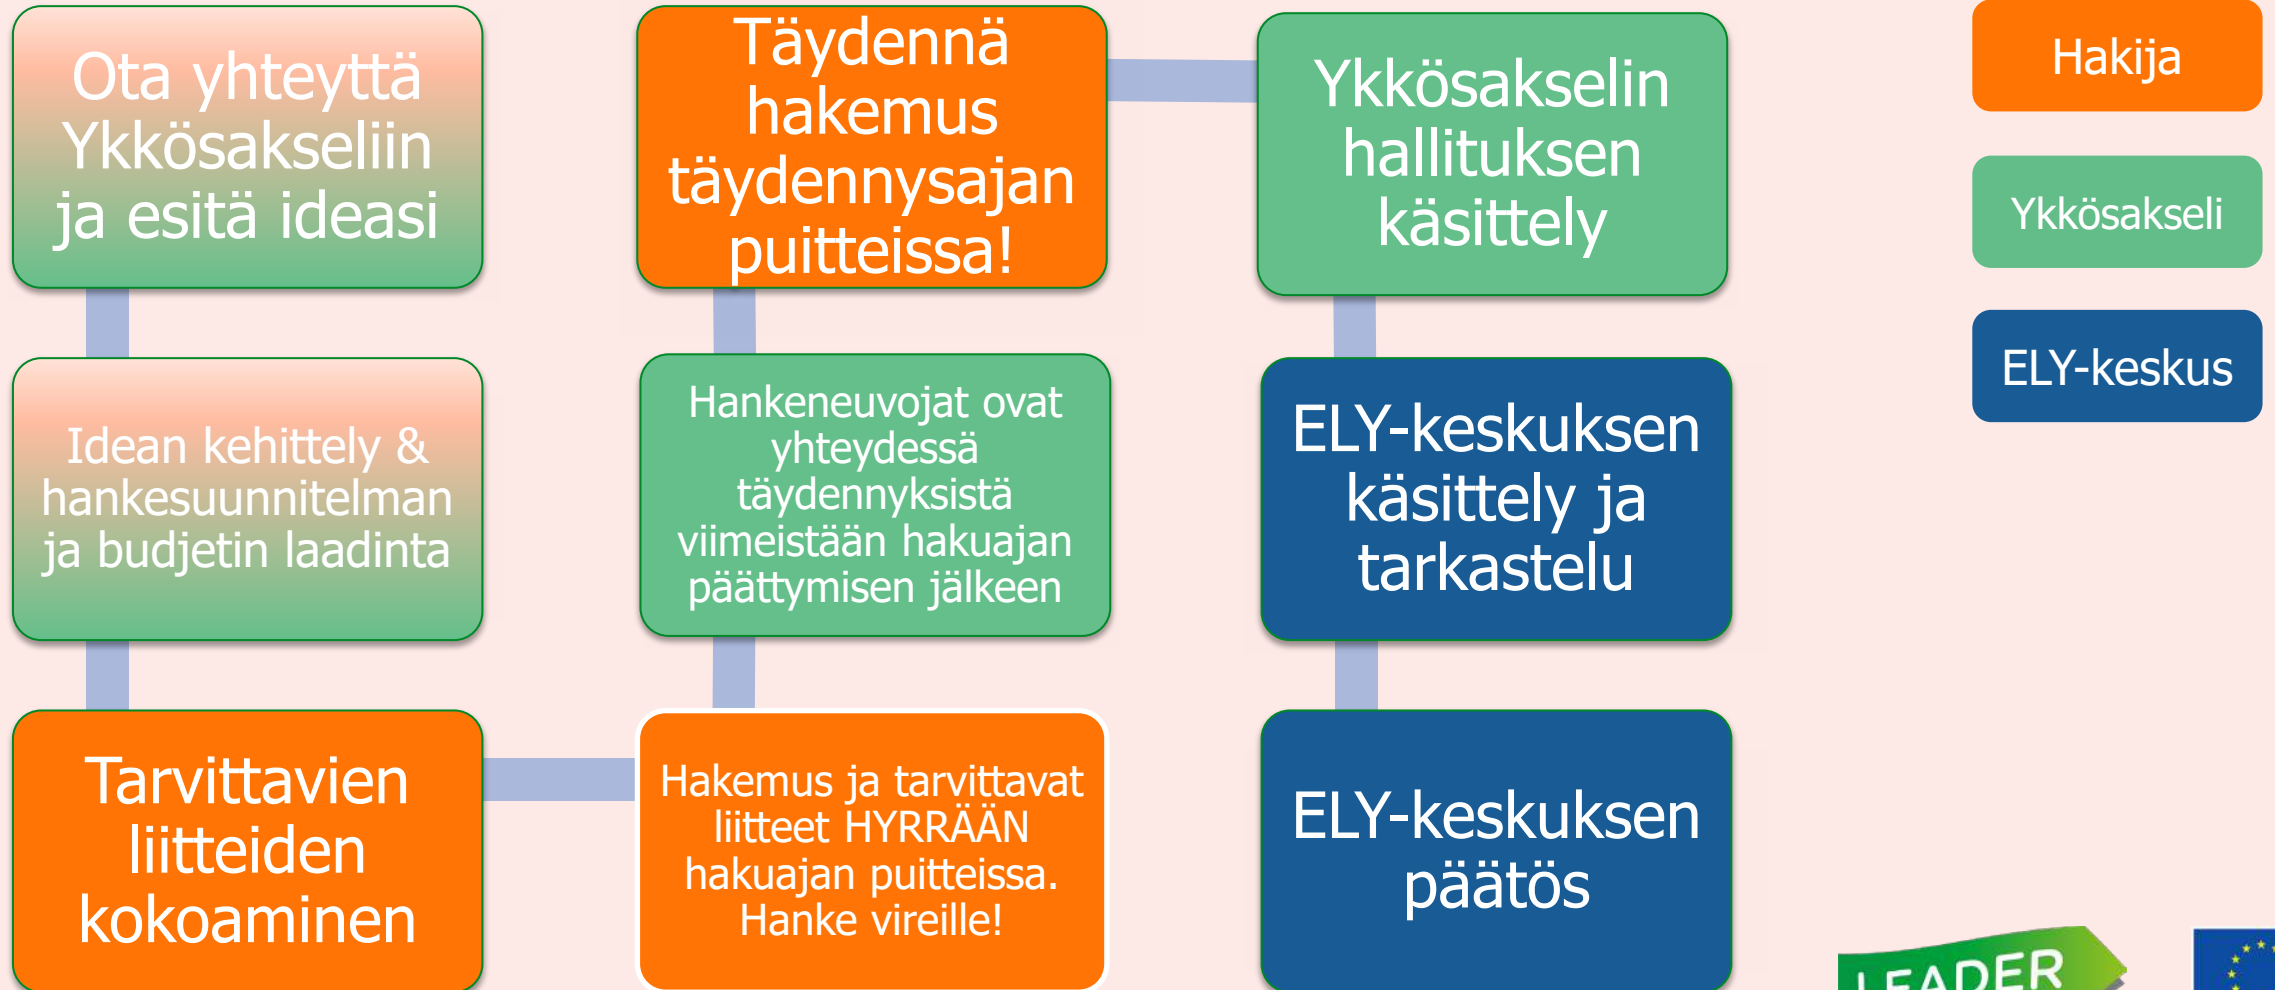 Ota yhteyttä
Ykkösakseliin
ja esitä ideasi
Idean kehittely &
hankesuunnitelman
ja budjetin laadinta
Tarvittavien
liitteiden
kokoaminen
Hakemus ja tarvittavat
liitteet HYRRÄÄN
hakuajan puitteissa.
Hanke vireille!
Hankeneuvojat ovat
yhteydessä
täydennyksistä
viimeistään hakuajan
päättymisen jälkeen
Täydennä
hakemus
täydennysajan
puitteissa!
Ykkösakselin
hallituksen
käsittely
ELY-keskuksen
käsittely ja
tarkastelu
ELY-keskuksen
päätös
Hakija
Ykkösakseli
ELY-keskus
LEADER